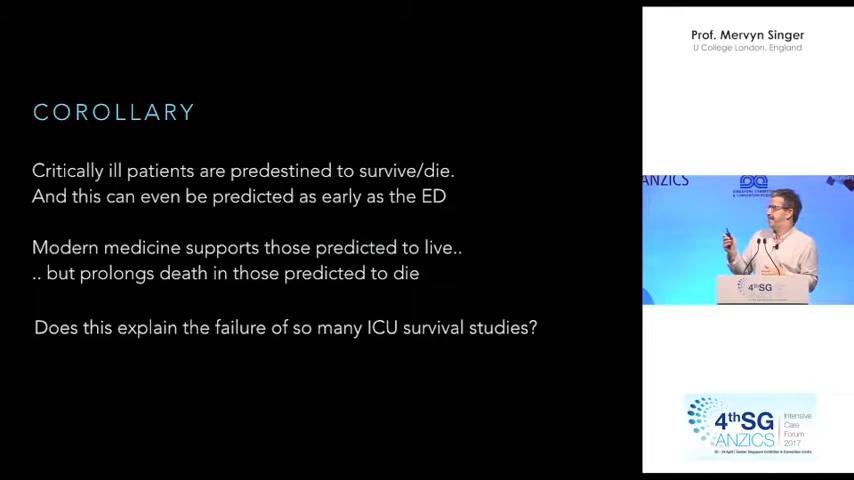 COROLLARY
Critically ill patients are predestined to survive/die.
And this can even be predicted as early as the ED
Modern medicine supports those predicted to live..
.. but prolongs death in those predicted to die
Does this explain the failure of so many ICU survival studies?
Prof. Mervyn Singer
U College London, England
ANZICS
4thSG
4thSG
ANZICS
Intensive
Care
Forum
2017